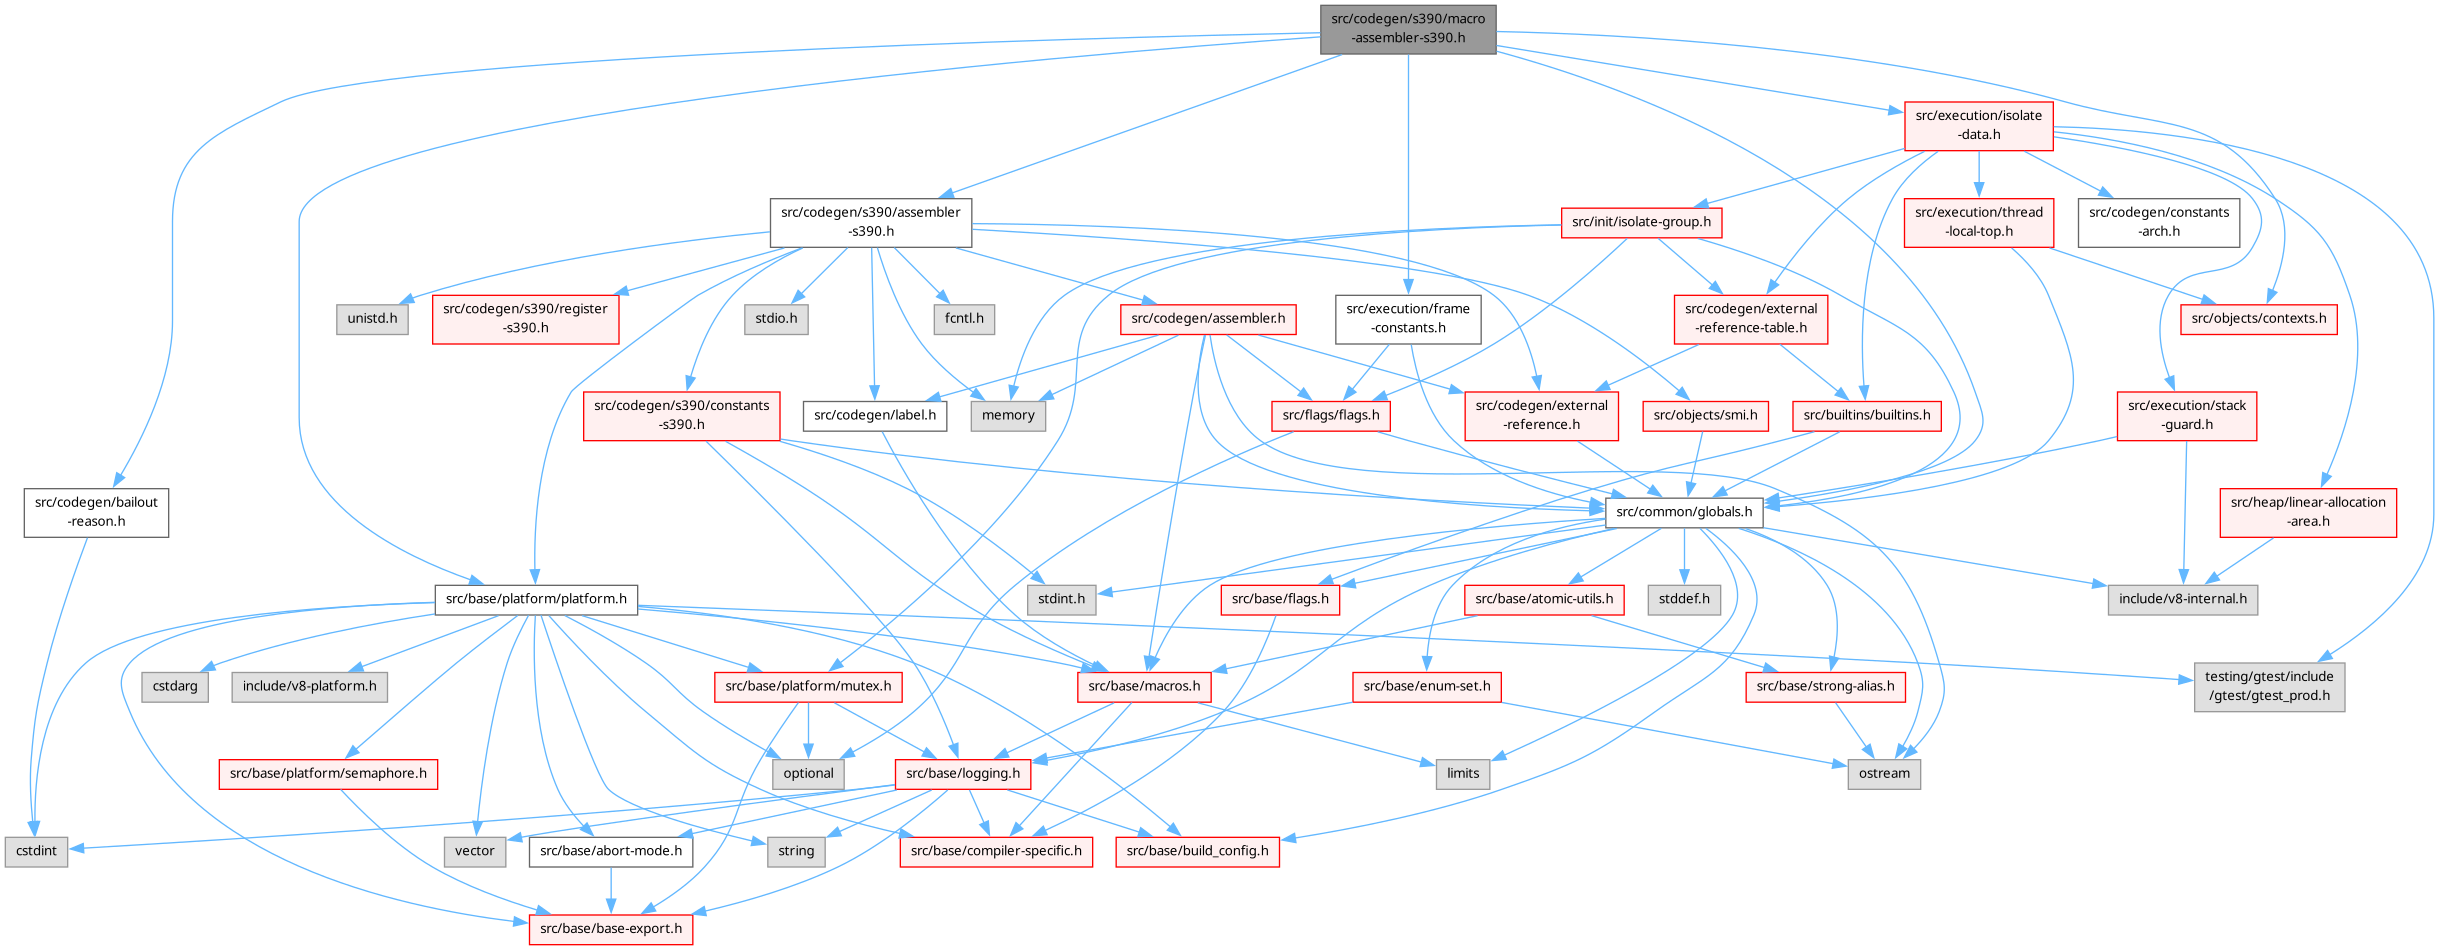 src/codegen/s390/macro
-assembler-s390.h
src/execution/isolate
-data.h
src/codegen/s390/assembler
-s390.h
src/init/isolate-group.h
src/execution/thread
-local-top.h
src/codegen/constants
-arch.h
unistd.h
src/codegen/s390/register
-s390.h
stdio.h
fcntl.h
src/codegen/assembler.h
src/execution/frame
-constants.h
src/codegen/external
-reference-table.h
src/objects/contexts.h
src/codegen/s390/constants
-s390.h
src/codegen/label.h
memory
src/flags/flags.h
src/codegen/external
-reference.h
src/objects/smi.h
src/builtins/builtins.h
src/execution/stack
-guard.h
src/codegen/bailout
-reason.h
src/common/globals.h
src/heap/linear-allocation
-area.h
src/base/platform/platform.h
stdint.h
src/base/flags.h
src/base/atomic-utils.h
stddef.h
include/v8-internal.h
cstdarg
include/v8-platform.h
src/base/platform/mutex.h
src/base/macros.h
src/base/enum-set.h
src/base/strong-alias.h
testing/gtest/include
/gtest/gtest_prod.h
src/base/platform/semaphore.h
optional
src/base/logging.h
limits
ostream
cstdint
vector
src/base/abort-mode.h
string
src/base/compiler-specific.h
src/base/build_config.h
src/base/base-export.h